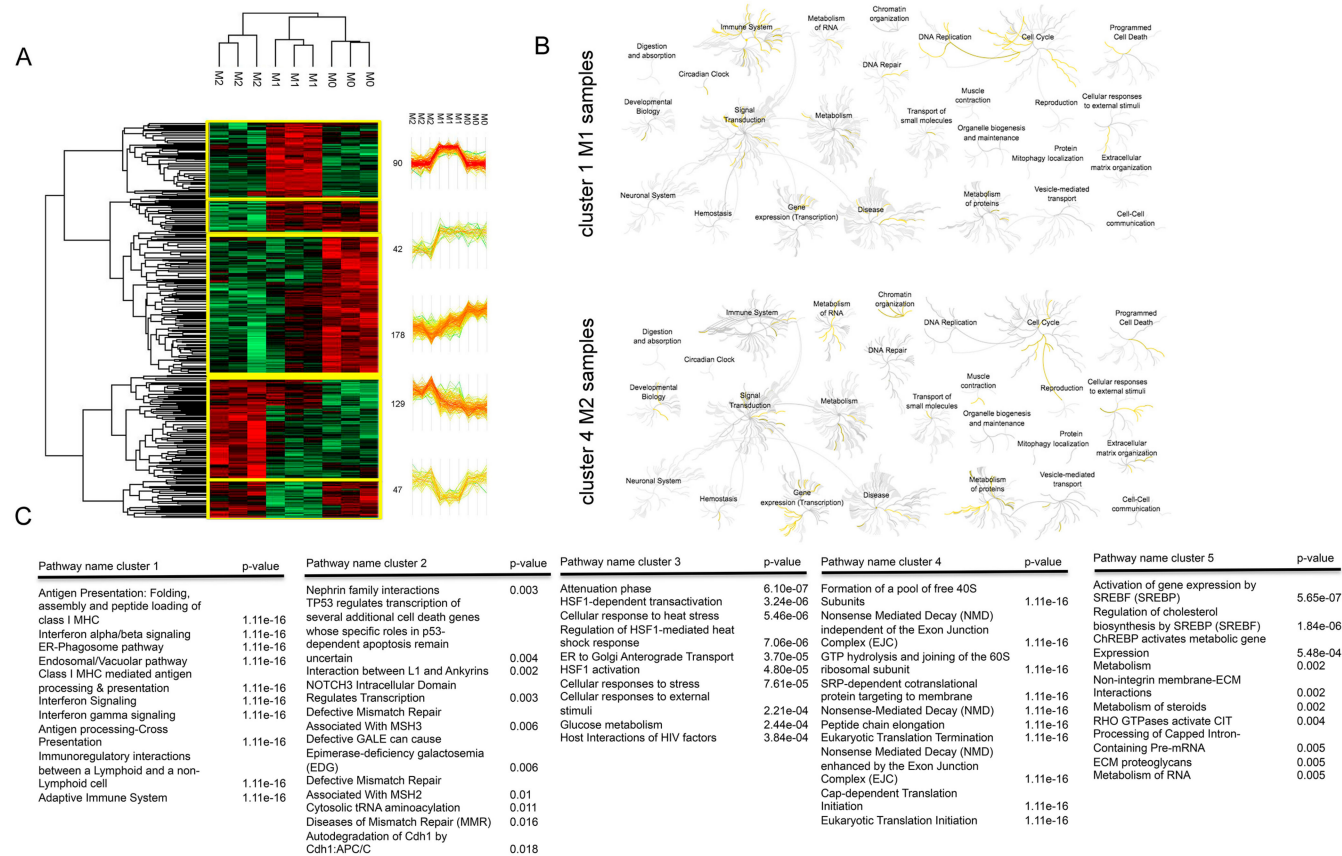 A
M2
M2
M2
M1
M1
M1
M0
M0
M0
M2
M2
M2
M1
M1
M1
M0
M0
M0
90
42
178
129
47
B
cluster 1 M1 samples
Immune System
Metabolism
of RNA
Chromatin
organization
DNA Replication
Cell Cycle
Programmed
Cell Death
Digestion
and absorption
Circadian Clock
DNA Repair
Developmental
Biology
Signal
Transduction
Metabolism
Transport of
small molecules
Muscle
contraction
Reproduction
Cellular responses
to external stimuli
Organelle biogenesis
and maintenance
Protein
Mitophagy localization
Extracellular
matrix organization
Neuronal System
Hemostasis
Gene
expression (Transcription)
Disease
Metabolism
of proteins
Vesicle-mediated
transport
Cell-Cell
communication
cluster 4 M2 samples
Immune System
Metabolism
of RNA
Chromatin
organization
DNA Replication
Cell Cycle
Programmed
Cell Death
Digestion
and absorption
Circadian Clock
DNA Repair
Developmental
Biology
Signal
Transduction
Metabolism
Transport of
small molecules
Muscle
contraction
Reproduction
Cellular responses
to external stimuli
Organelle biogenesis
and maintenance
Protein
Mitophagy localization
Extracellular
matrix organization
Neuronal System
Hemostasis
Gene
expression (Transcription)
Disease
Metabolism
of proteins
Vesicle-mediated
transport
Cell-Cell
communication
C
Pathway name cluster 1 p-value
Antigen Presentation: Folding,
assembly and peptide loading of
class I MHC 1.11e-16
Interferon alpha/beta signaling 1.11e-16
ER-Phagosome pathway 1.11e-16
Endosomal/Vacuolar pathway 1.11e-16
Class I MHC mediated antigen
processing & presentation 1.11e-16
Interferon Signaling 1.11e-16
Interferon gamma signaling 1.11e-16
Antigen processing-Cross
Presentation 1.11e-16
Immunoregulatory interactions
between a Lymphoid and a non-
Lymphoid cell 1.11e-16
Adaptive Immune System 1.11e-16
Pathway name cluster 2 p-value
Nephrin family interactions 0.003
TP53 regulates transcription of
several additional cell death genes
whose specific roles in p53-
dependent apoptosis remain
uncertain 0.004
Interaction between L1 and Ankyrins 0.002
NOTCH3 Intracellular Domain
Regulates Transcription 0.003
Defective Mismatch Repair
Associated With MSH3 0.006
Defective GALE can cause
Epimerase-deficiency galactosemia
(EDG) 0.006
Defective Mismatch Repair
Associated With MSH2 0.01
Cytosolic tRNA aminoacylation 0.011
Diseases of Mismatch Repair (MMR) 0.016
Autodegradation of Cdh1 by
Cdh1:APC/C 0.018
Pathway name cluster 3 p-value
Attenuation phase 6.10e-07
HSF1-dependent transactivation 3.24e-06
Cellular response to heat stress 5.46e-06
Regulation of HSF1-mediated heat
shock response 7.06e-06
ER to Golgi Anterograde Transport 3.70e-05
HSF1 activation 4.80e-05
Cellular responses to stress 7.61e-05
Cellular responses to external
stimuli 2.21e-04
Glucose metabolism 2.44e-04
Host Interactions of HIV factors 3.84e-04
Pathway name cluster 4 p-value
Formation of a pool of free 40S
Subunits 1.11e-16
Nonsense Mediated Decay (NMD)
independent of the Exon Junction
Complex (EJC) 1.11e-16
GTP hydrolysis and joining of the 60S
ribosomal subunit 1.11e-16
SRP-dependent cotranslational
protein targeting to membrane 1.11e-16
Nonsense-Mediated Decay (NMD) 1.11e-16
Peptide chain elongation 1.11e-16
Eukaryotic Translation Termination 1.11e-16
Nonsense Mediated Decay (NMD)
enhanced by the Exon Junction
Complex (EJC) 1.11e-16
Cap-dependent Translation
Initiation 1.11e-16
Eukaryotic Translation Initiation 1.11e-16
Pathway name cluster 5 p-value
Activation of gene expression by
SREBF (SREBP) 5.65e-07
Regulation of cholesterol
biosynthesis by SREBP (SREBF) 1.84e-06
ChREBP activates metabolic gene
Expression 5.48e-04
Metabolism 0.002
Non-integrin membrane-ECM
Interactions 0.002
Metabolism of steroids 0.002
RHO GTPases activate CIT 0.004
Processing of Capped Intron-
Containing Pre-mRNA 0.005
ECM proteoglycans 0.005
Metabolism of RNA 0.005